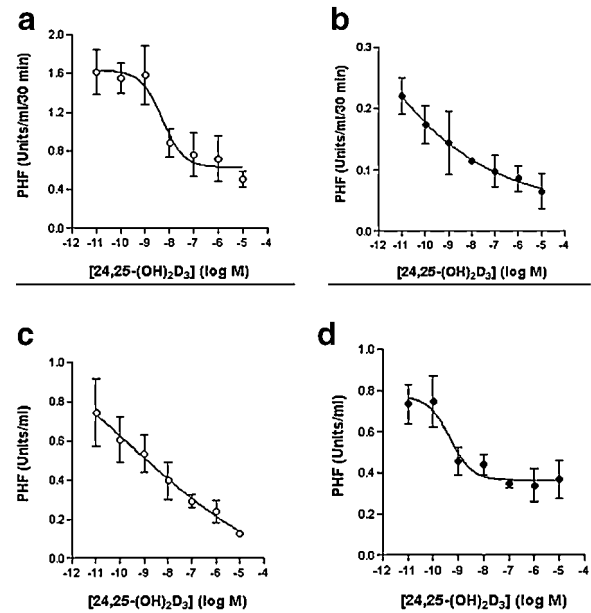 a
2.0
1.6
1.2
0.8
0.4
0.0
PHF (Units/ml/30 min)
-12 -11 -10 -9 -8 -7 -6 -5 -4
[24,25-(OH)2D3] (log M)
b
0.3
0.2
0.1
0.0
PHF (Units/ml/30 min)
-12 -11 -10 -9 -8 -7 -6 -5 -4
[24,25-(OH)2D3] (log M)
c
1.0
0.8
0.6
0.4
0.2
0.0
PHF (Units/ml)
-12 -11 -10 -9 -8 -7 -6 -5 -4
[24,25-(OH)2D3] (log M)
d
1.0
0.8
0.6
0.4
0.2
0.0
PHF (Units/ml)
-12 -11 -10 -9 -8 -7 -6 -5 -4
[24,25-(OH)2D3] (log M)